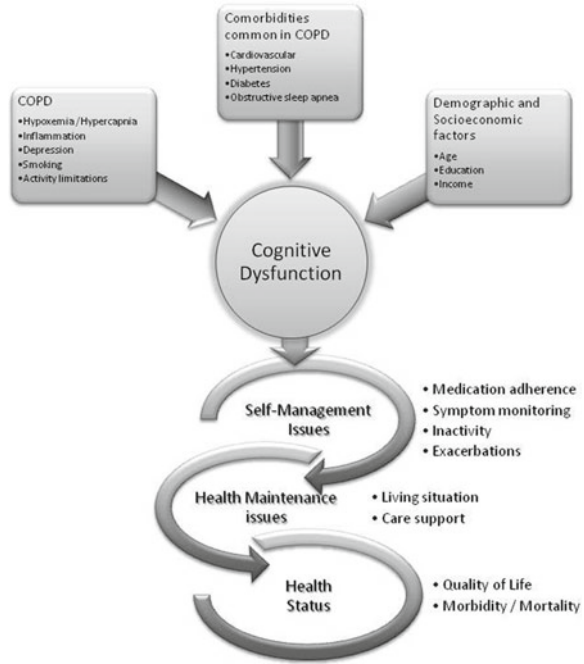 Comorbidities
common in COPD
•Cardiovascular
•Hypertension
•Diabetes
•Obstructive sleep apnea
COPD
•Hypoxemia/Hypercapnia
•Inflammation
•Depression
•Smoking
•Activity limitations
Demographic and
Socioeconomic
factors
•Age
•Education
•Income
Cognitive
Dysfunction
Self-Management
Issues
• Medication adherence
• Symptom monitoring
• Inactivity
• Exacerbations
Health Maintenance
issues
• Living situation
• Care support
Health
Status
• Quality of Life
• Morbidity / Mortality